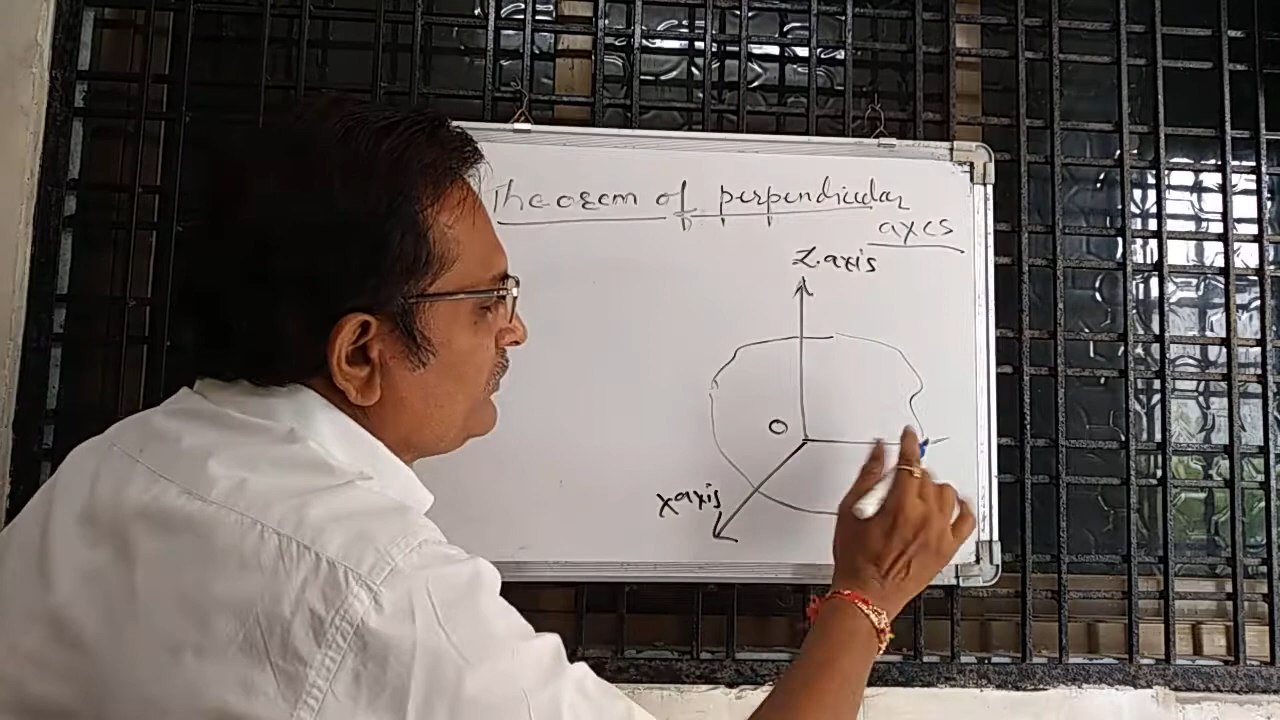 Theorem of perpendicular
axes
Z.axis
O
X axis